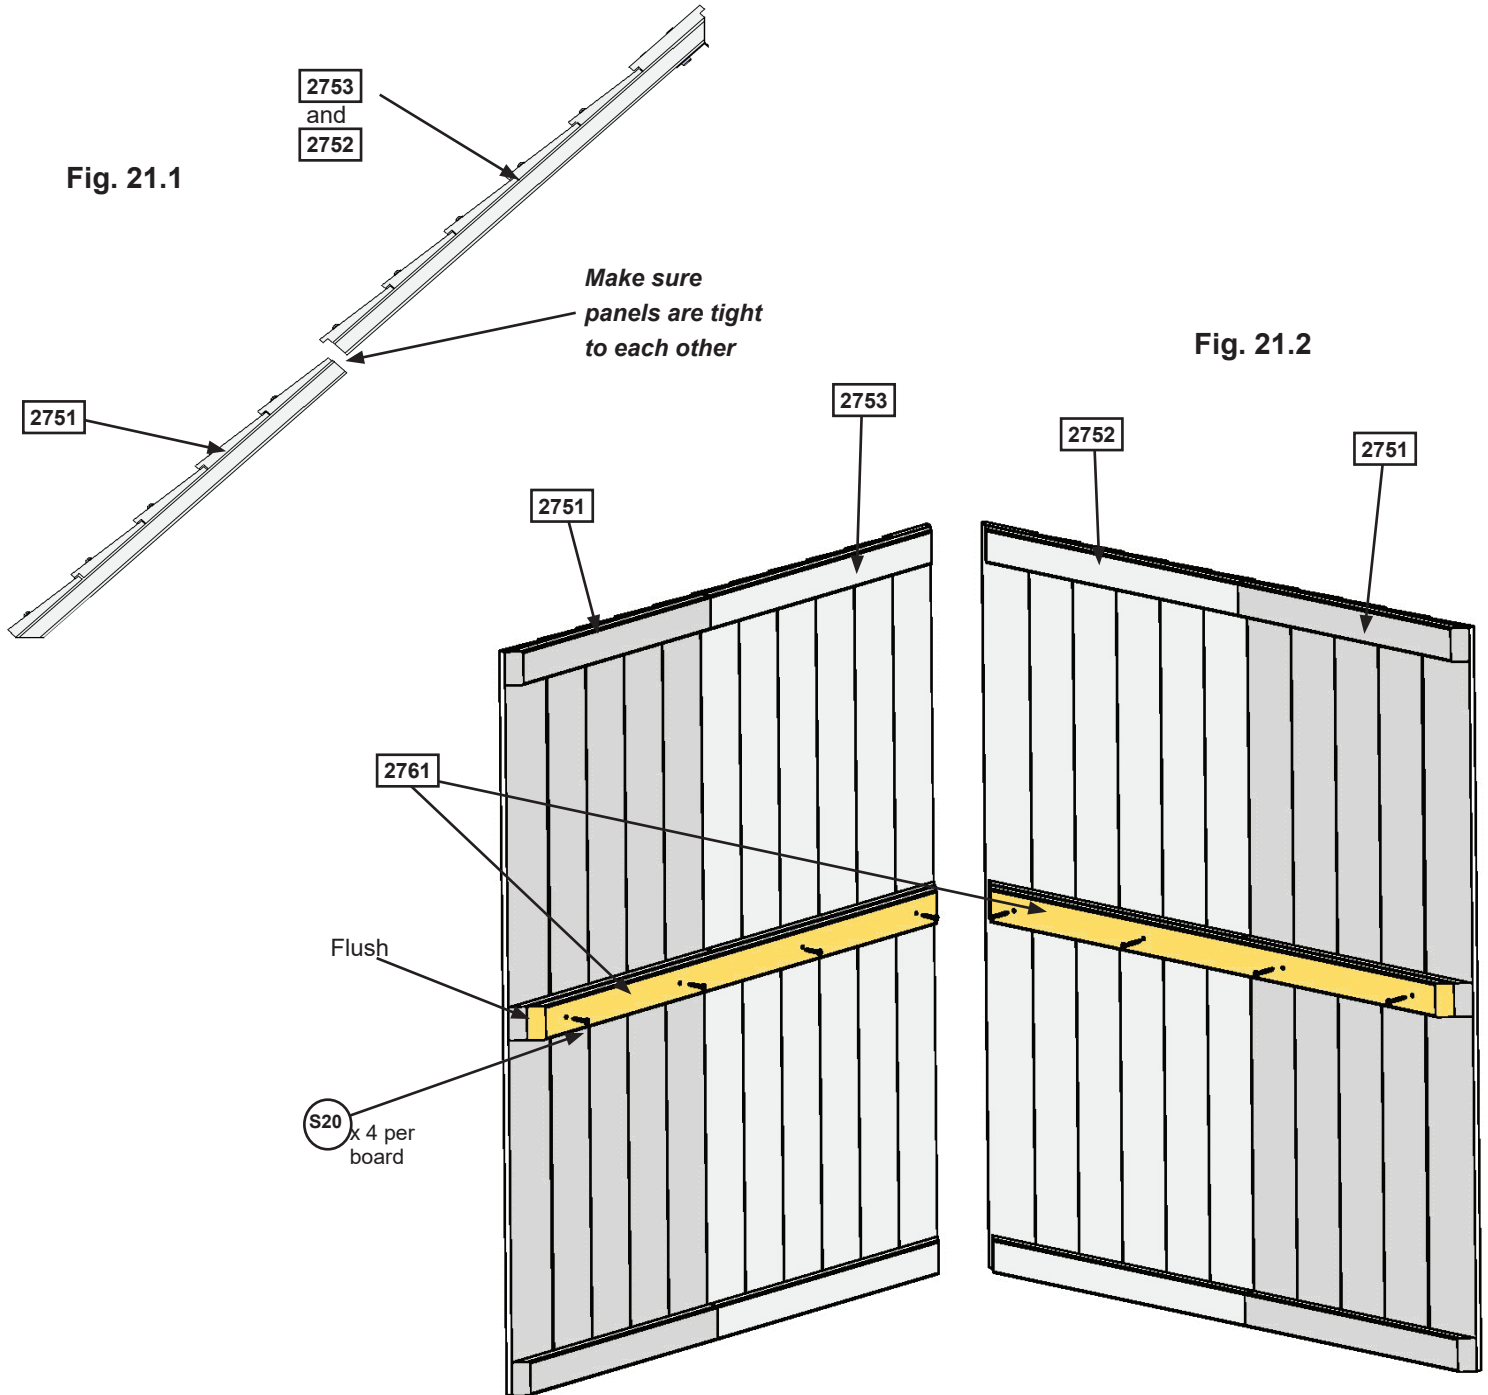 2753
and
2752
Fig. 21.1
Make sure
panels are tight
to each other
2751
Fig. 21.2
2753
2752
2751
2751
2761
Flush
S20
x 4 per
board